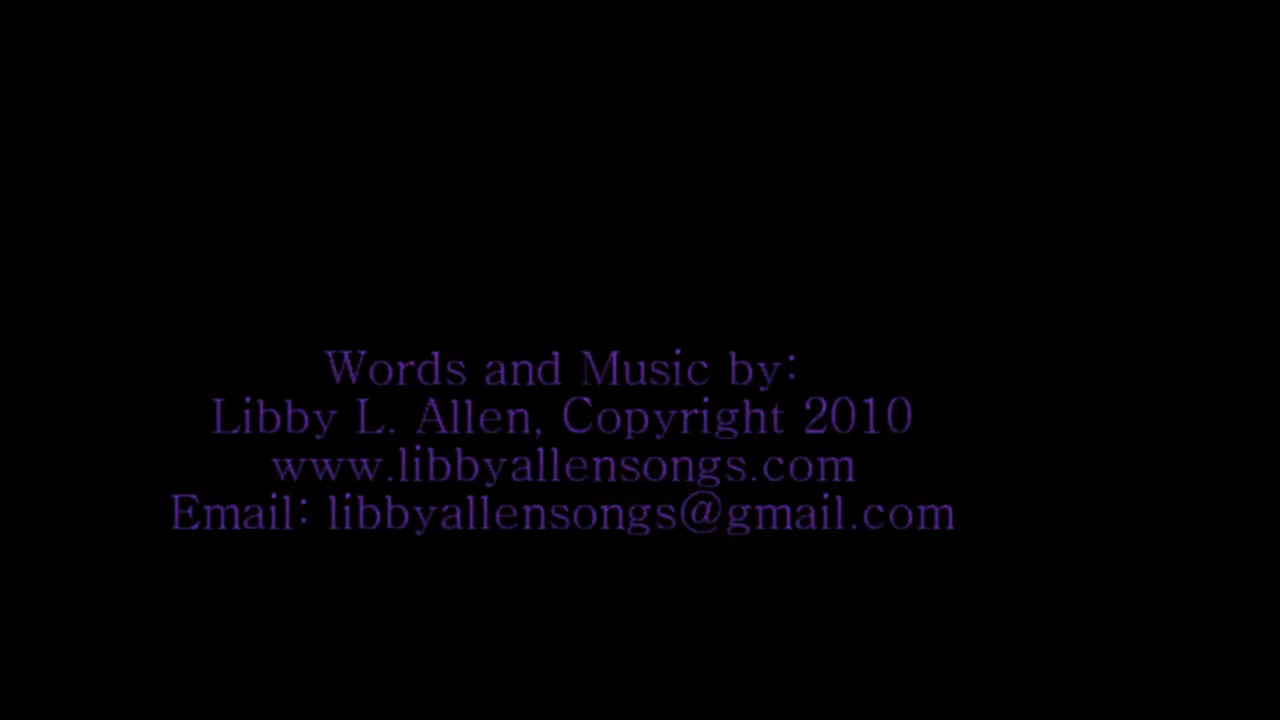 Words and Music by:
Libby L. Allen, Copyright 2010
www.libbyallensongs.com
Email: libbyallensongs@gmail.com